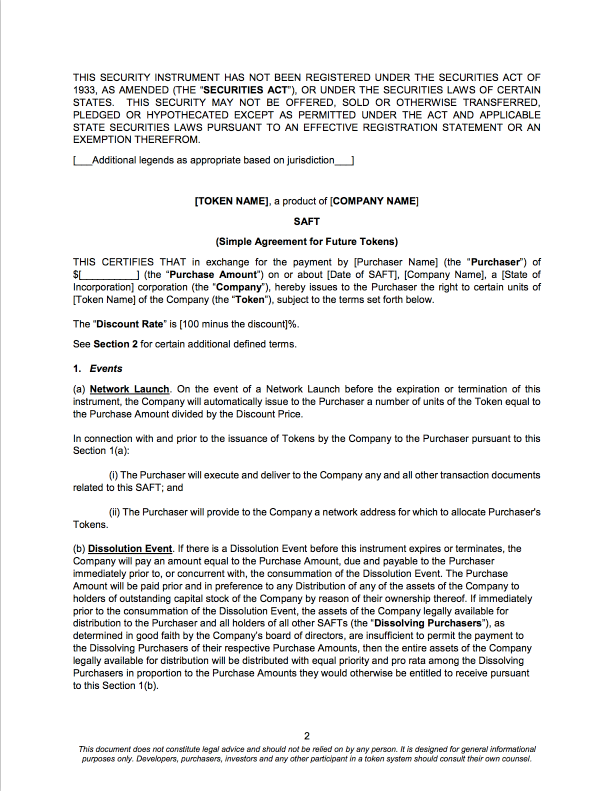 THIS SECURITY INSTRUMENT HAS NOT BEEN REGISTERED UNDER THE SECURITIES ACT OF
1933, AS AMENDED (THE “SECURITIES ACT”), OR UNDER THE SECURITIES LAWS OF CERTAIN
STATES. THIS SECURITY MAY NOT BE OFFERED, SOLD OR OTHERWISE TRANSFERRED,
PLEDGED OR HYPOTHECATED EXCEPT AS PERMITTED UNDER THE ACT AND APPLICABLE
STATE SECURITIES LAWS PURSUANT TO AN EFFECTIVE REGISTRATION STATEMENT OR AN
EXEMPTION THEREFROM.
[___Additional legends as appropriate based on jurisdiction___]
[TOKEN NAME], a product of [COMPANY NAME]
SAFT
(Simple Agreement for Future Tokens)
THIS CERTIFIES THAT in exchange for the payment by [Purchaser Name] (the “Purchaser”) of
$[__________] (the “Purchase Amount”) on or about [Date of SAFT], [Company Name], a [State of
Incorporation] corporation (the “Company”), hereby issues to the Purchaser the right to certain units of
[Token Name] of the Company (the “Token”), subject to the terms set forth below.
The “Discount Rate” is [100 minus the discount]%.
See Section 2 for certain additional defined terms.
1. Events
(a) Network Launch. On the event of a Network Launch before the expiration or termination of this
instrument, the Company will automatically issue to the Purchaser a number of units of the Token equal to
the Purchase Amount divided by the Discount Price.
In connection with and prior to the issuance of Tokens by the Company to the Purchaser pursuant to this
Section 1(a):
(i) The Purchaser will execute and deliver to the Company any and all other transaction documents
related to this SAFT; and
(ii) The Purchaser will provide to the Company a network address for which to allocate Purchaser's
Tokens.
(b) Dissolution Event. If there is a Dissolution Event before this instrument expires or terminates, the
Company will pay an amount equal to the Purchase Amount, due and payable to the Purchaser
immediately prior to, or concurrent with, the consummation of the Dissolution Event. The Purchase
Amount will be paid prior and in preference to any Distribution of any of the assets of the Company to
holders of outstanding capital stock of the Company by reason of their ownership thereof. If immediately
prior to the consummation of the Dissolution Event, the assets of the Company legally available for
distribution to the Purchaser and all holders of all other SAFTs (the “Dissolving Purchasers”), as
determined in good faith by the Company's board of directors, are insufficient to permit the payment to
the Dissolving Purchasers of their respective Purchase Amounts, then the entire assets of the Company
legally available for distribution will be distributed with equal priority and pro rata among the Dissolving
Purchasers in proportion to the Purchase Amounts they would otherwise be entitled to receive pursuant
to this Section 1(b).
2
This document does not constitute legal advice and should not be relied on by any person. It is designed for general informational
purposes only. Developers, purchasers, investors and any other participant in a token system should consult their own counsel.